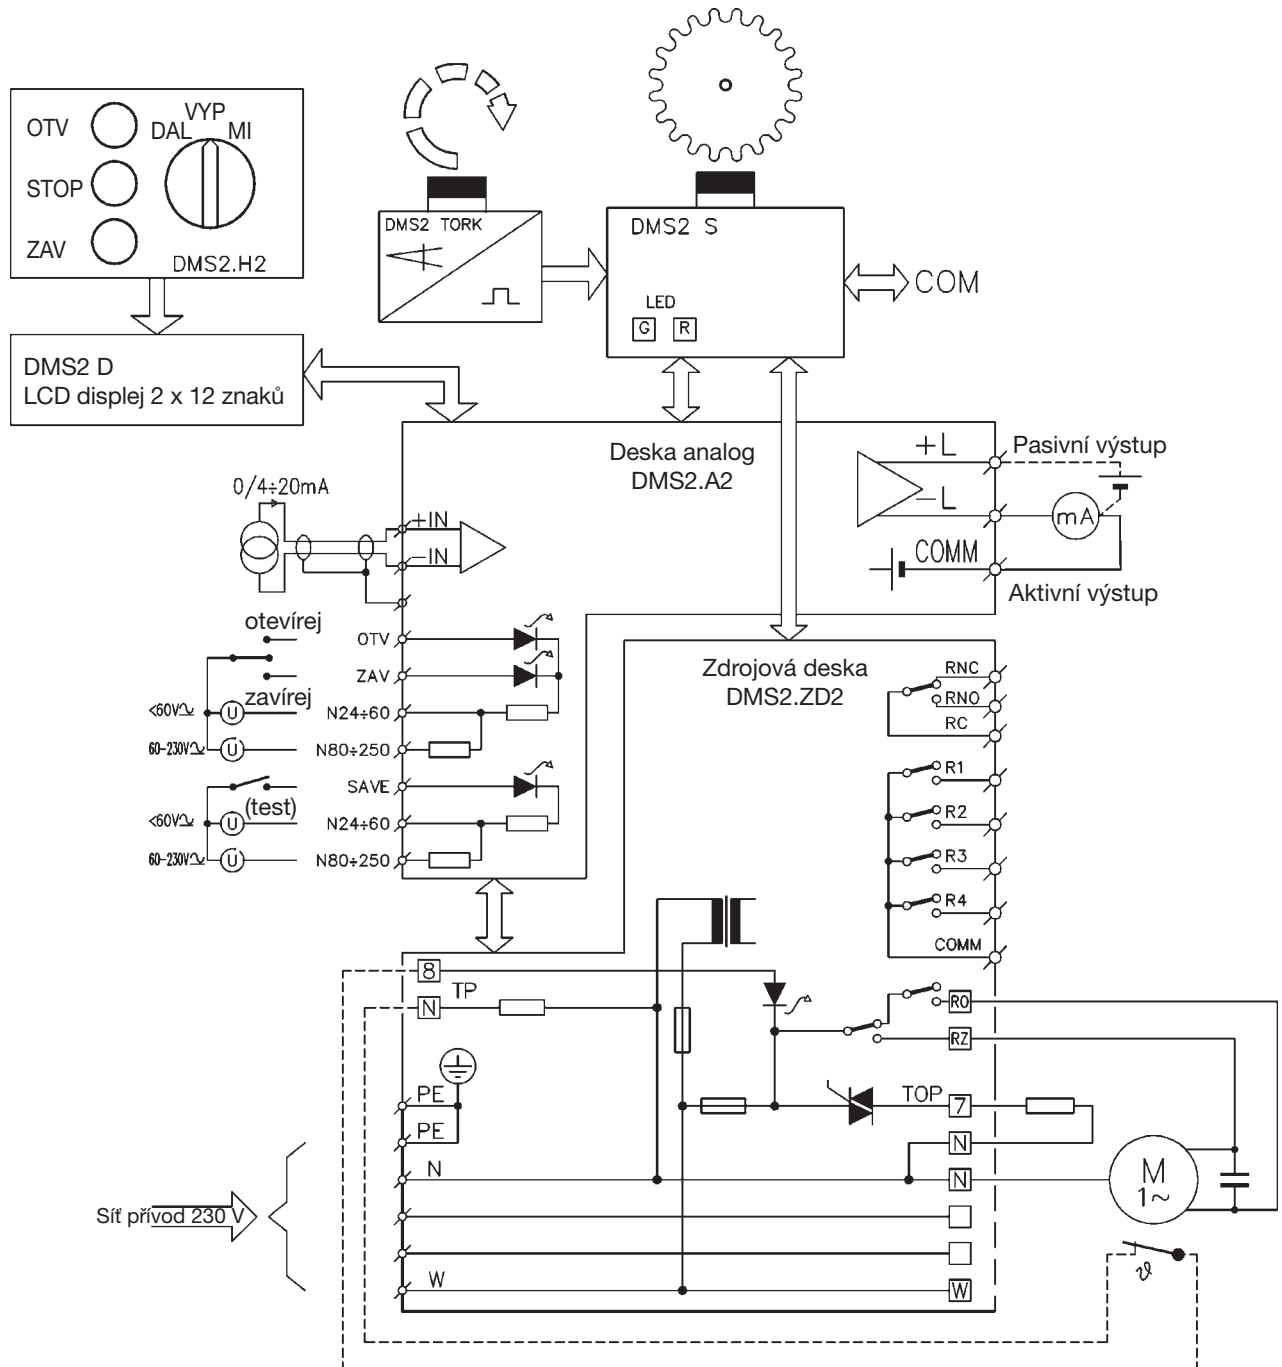 OTV
VYP
DAL
MI
STOP
ZAV
DMS2.H2
DMS2 D
LCD displej 2 x 12 znaků
DMS2 TORK
DMS2 S
LED
G
R
COM
Deska analog
DMS2.A2
+L
Pasivní výstup
-L
mA
COMM
Aktivní výstup
0/4÷20mA
+IN
-IN
otevírej
OTV
ZAV
zavírej
<60V
U
N24÷60
60-230V
U
N80÷250
SAVE
(test)
<60V
U
N24÷60
60-230V
U
N80÷250
Zdrojová deska
DMS2.ZD2
RNC
RNO
RC
R1
R2
R3
R4
COMM
8
TP
N
RO
RZ
PE
PE
TOP
7
N
N
N
M
1~
Síť přívod 230 V
W
W
ϑ